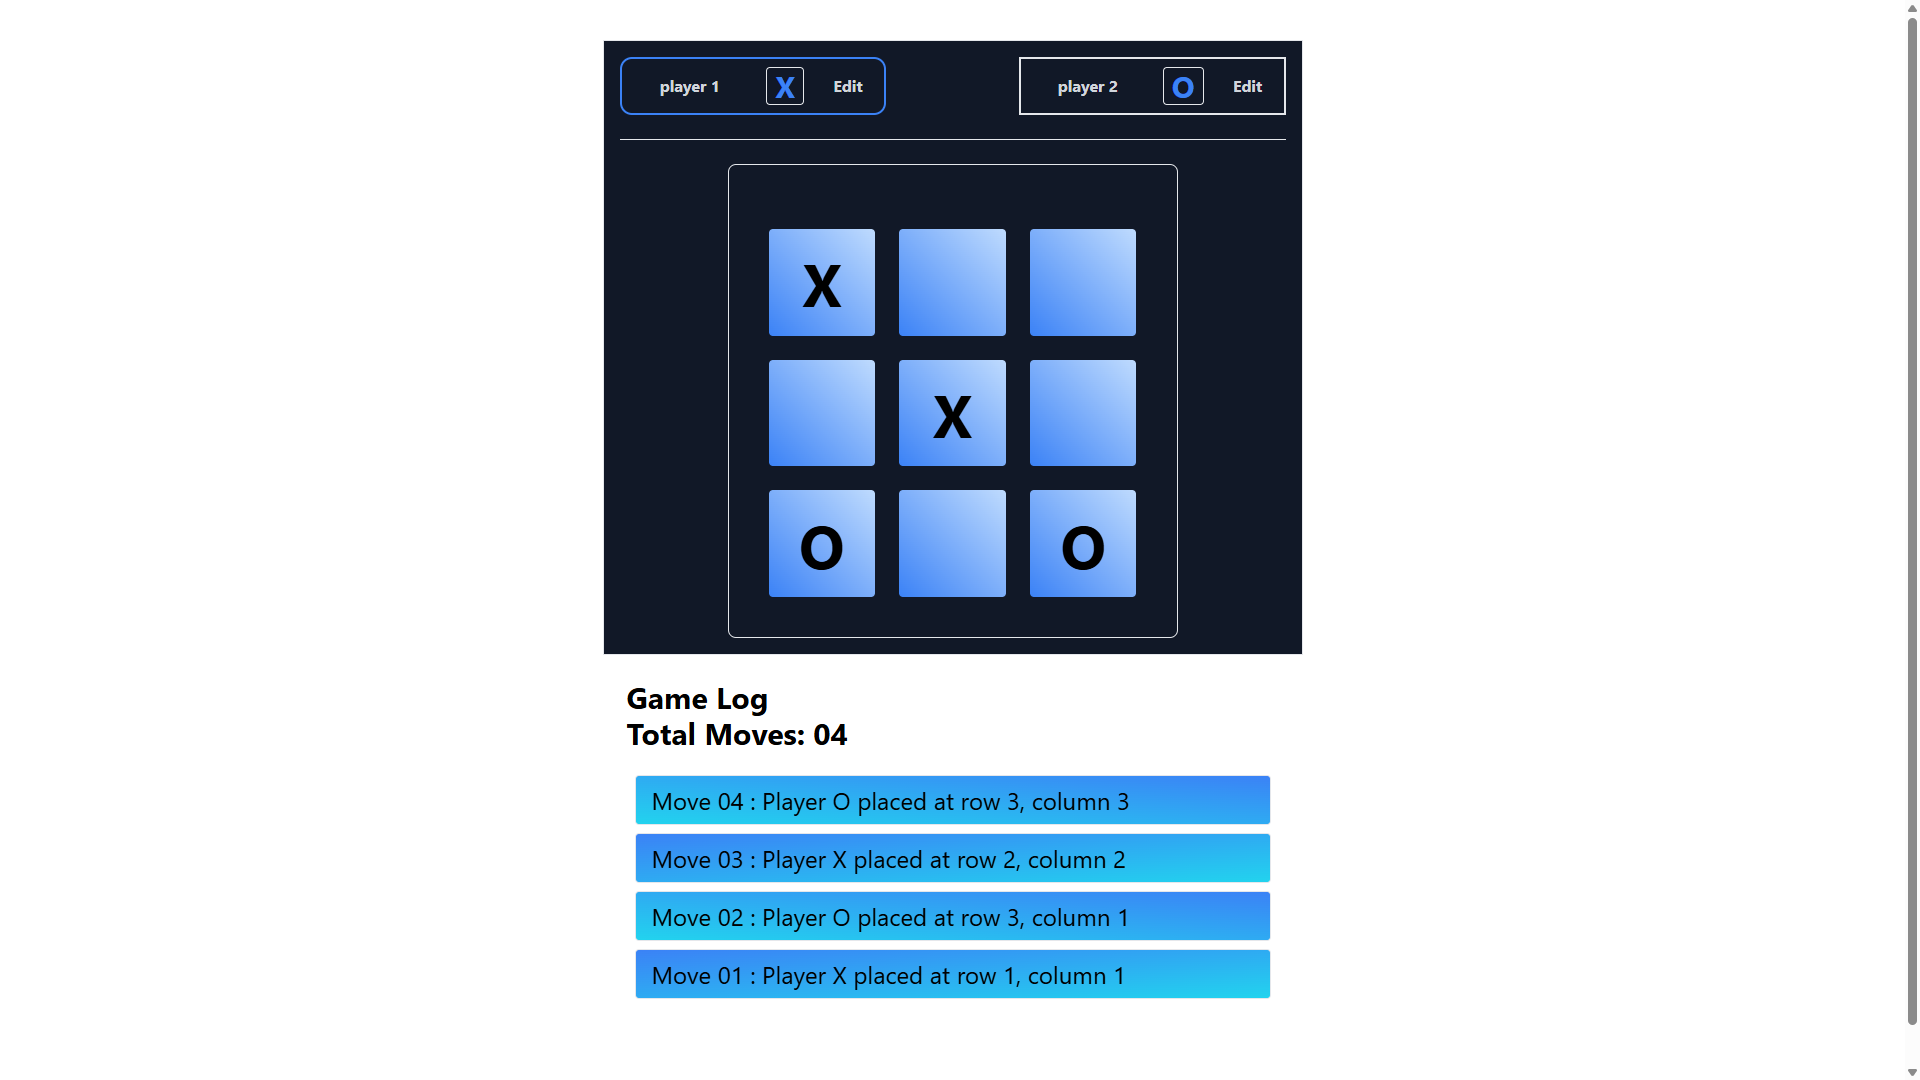 player 1 X Edit player 2 O Edit
X
X
O O
Game Log
Total Moves: 04
Move 04 : Player O placed at row 3, column 3
Move 03 : Player X placed at row 2, column 2
Move 02 : Player O placed at row 3, column 1
Move 01 : Player X placed at row 1, column 1